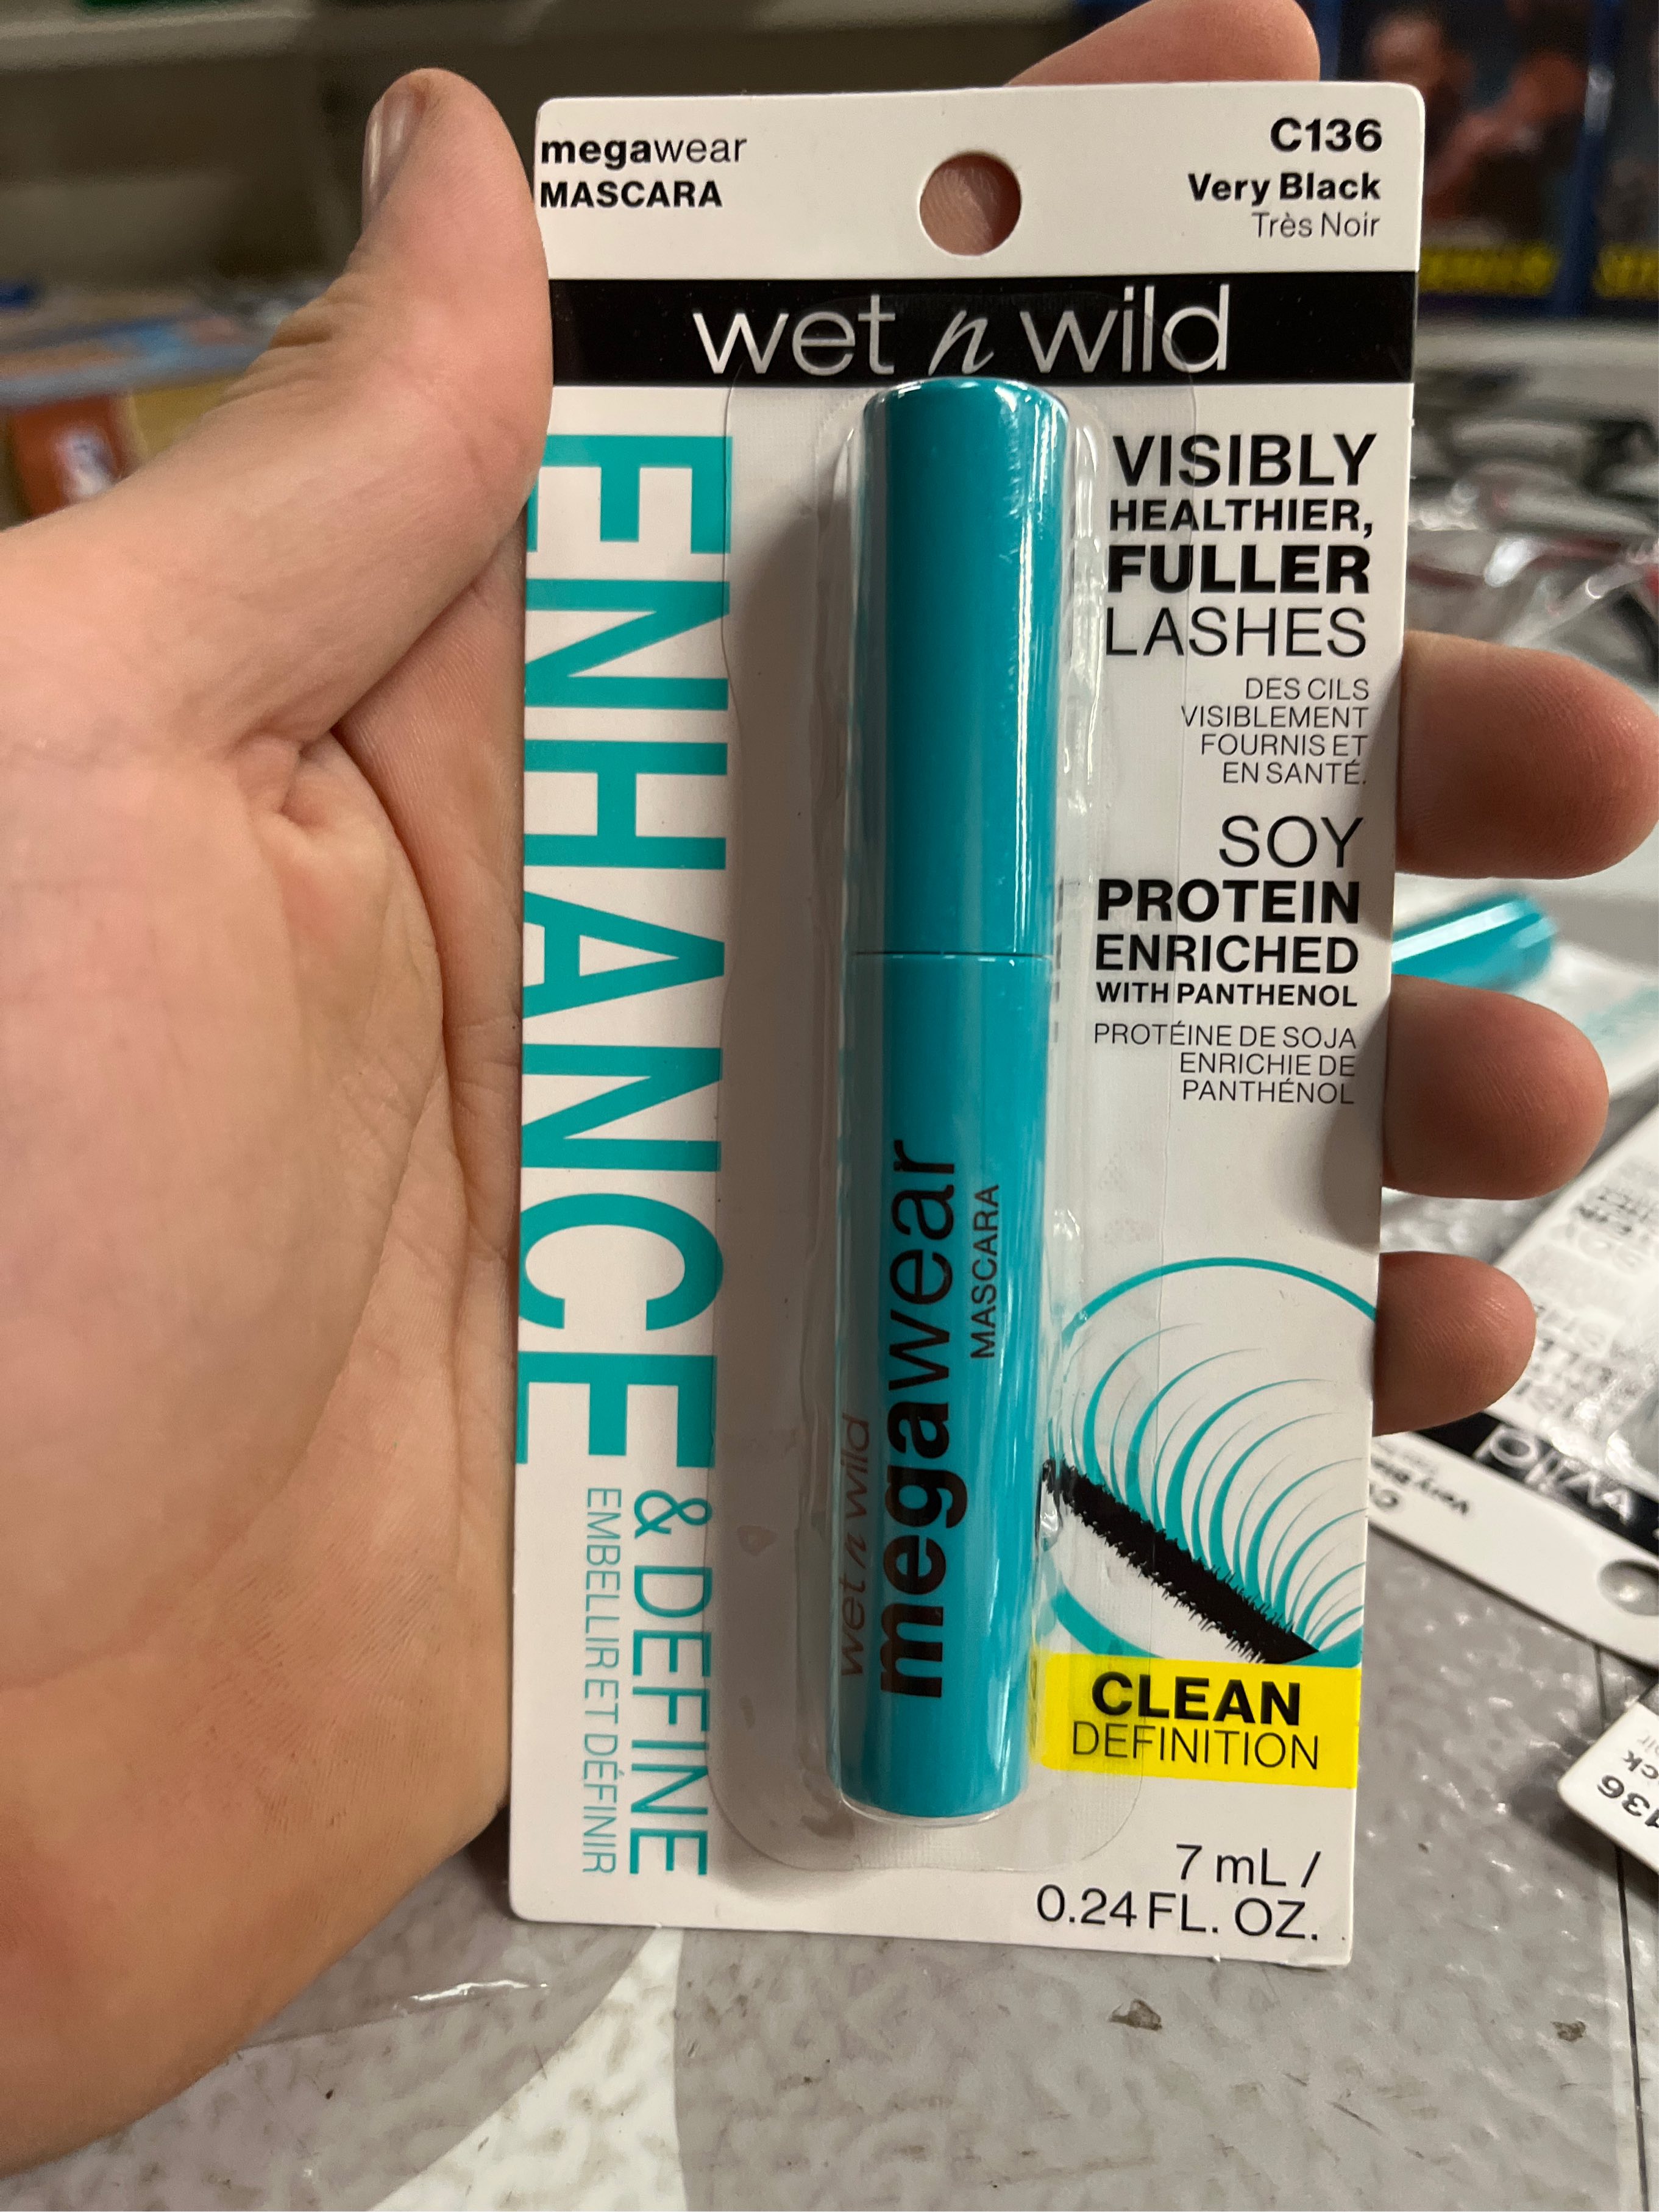 megawear
MASCARA
C136
Very Black
Très Noir
wet n wild
ENHANCE
& DEFINE
EMBELLIR ET DÉFINIR
VISIBLY
HEALTHIER,
FULLER
LASHES
DES CILS
VISIBLEMENT
FOURNIS ET
EN SANTÉ.
SOY
PROTEIN
ENRICHED
WITH PANTHENOL
PROTÉINE DE SOJA
ENRICHIE DE
PANTHÉNOL
wet n wild
megawear
MASCARA
CLEAN
DEFINITION
7 mL /
0.24 FL. OZ.